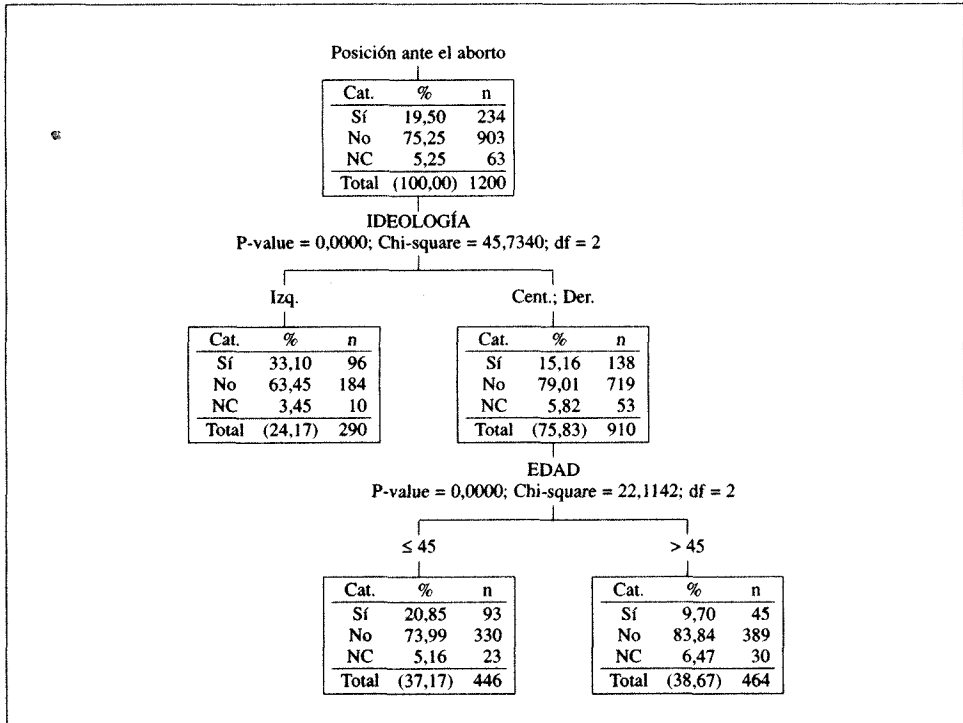 Posición ante el aborto
Cat. % n
Sí 19,50 234
No 75,25 903
NC 5,25 63
Total (100,00) 1200
IDEOLOGÍA
P-value = 0,0000; Chi-square = 45,7340; df = 2
Izq.
Cat. % n
Sí 33,10 96
No 63,45 184
NC 3,45 10
Total (24,17) 290
Cent.; Der.
Cat. % n
Sí 15,16 138
No 79,01 719
NC 5,82 53
Total (75,83) 910
EDAD
P-value = 0,0000; Chi-square = 22,1142; df = 2
≤ 45
Cat. % n
Sí 20,85 93
No 73,99 330
NC 5,16 23
Total (37,17) 446
> 45
Cat. % n
Sí 9,70 45
No 83,84 389
NC 6,47 30
Total (38,67) 464